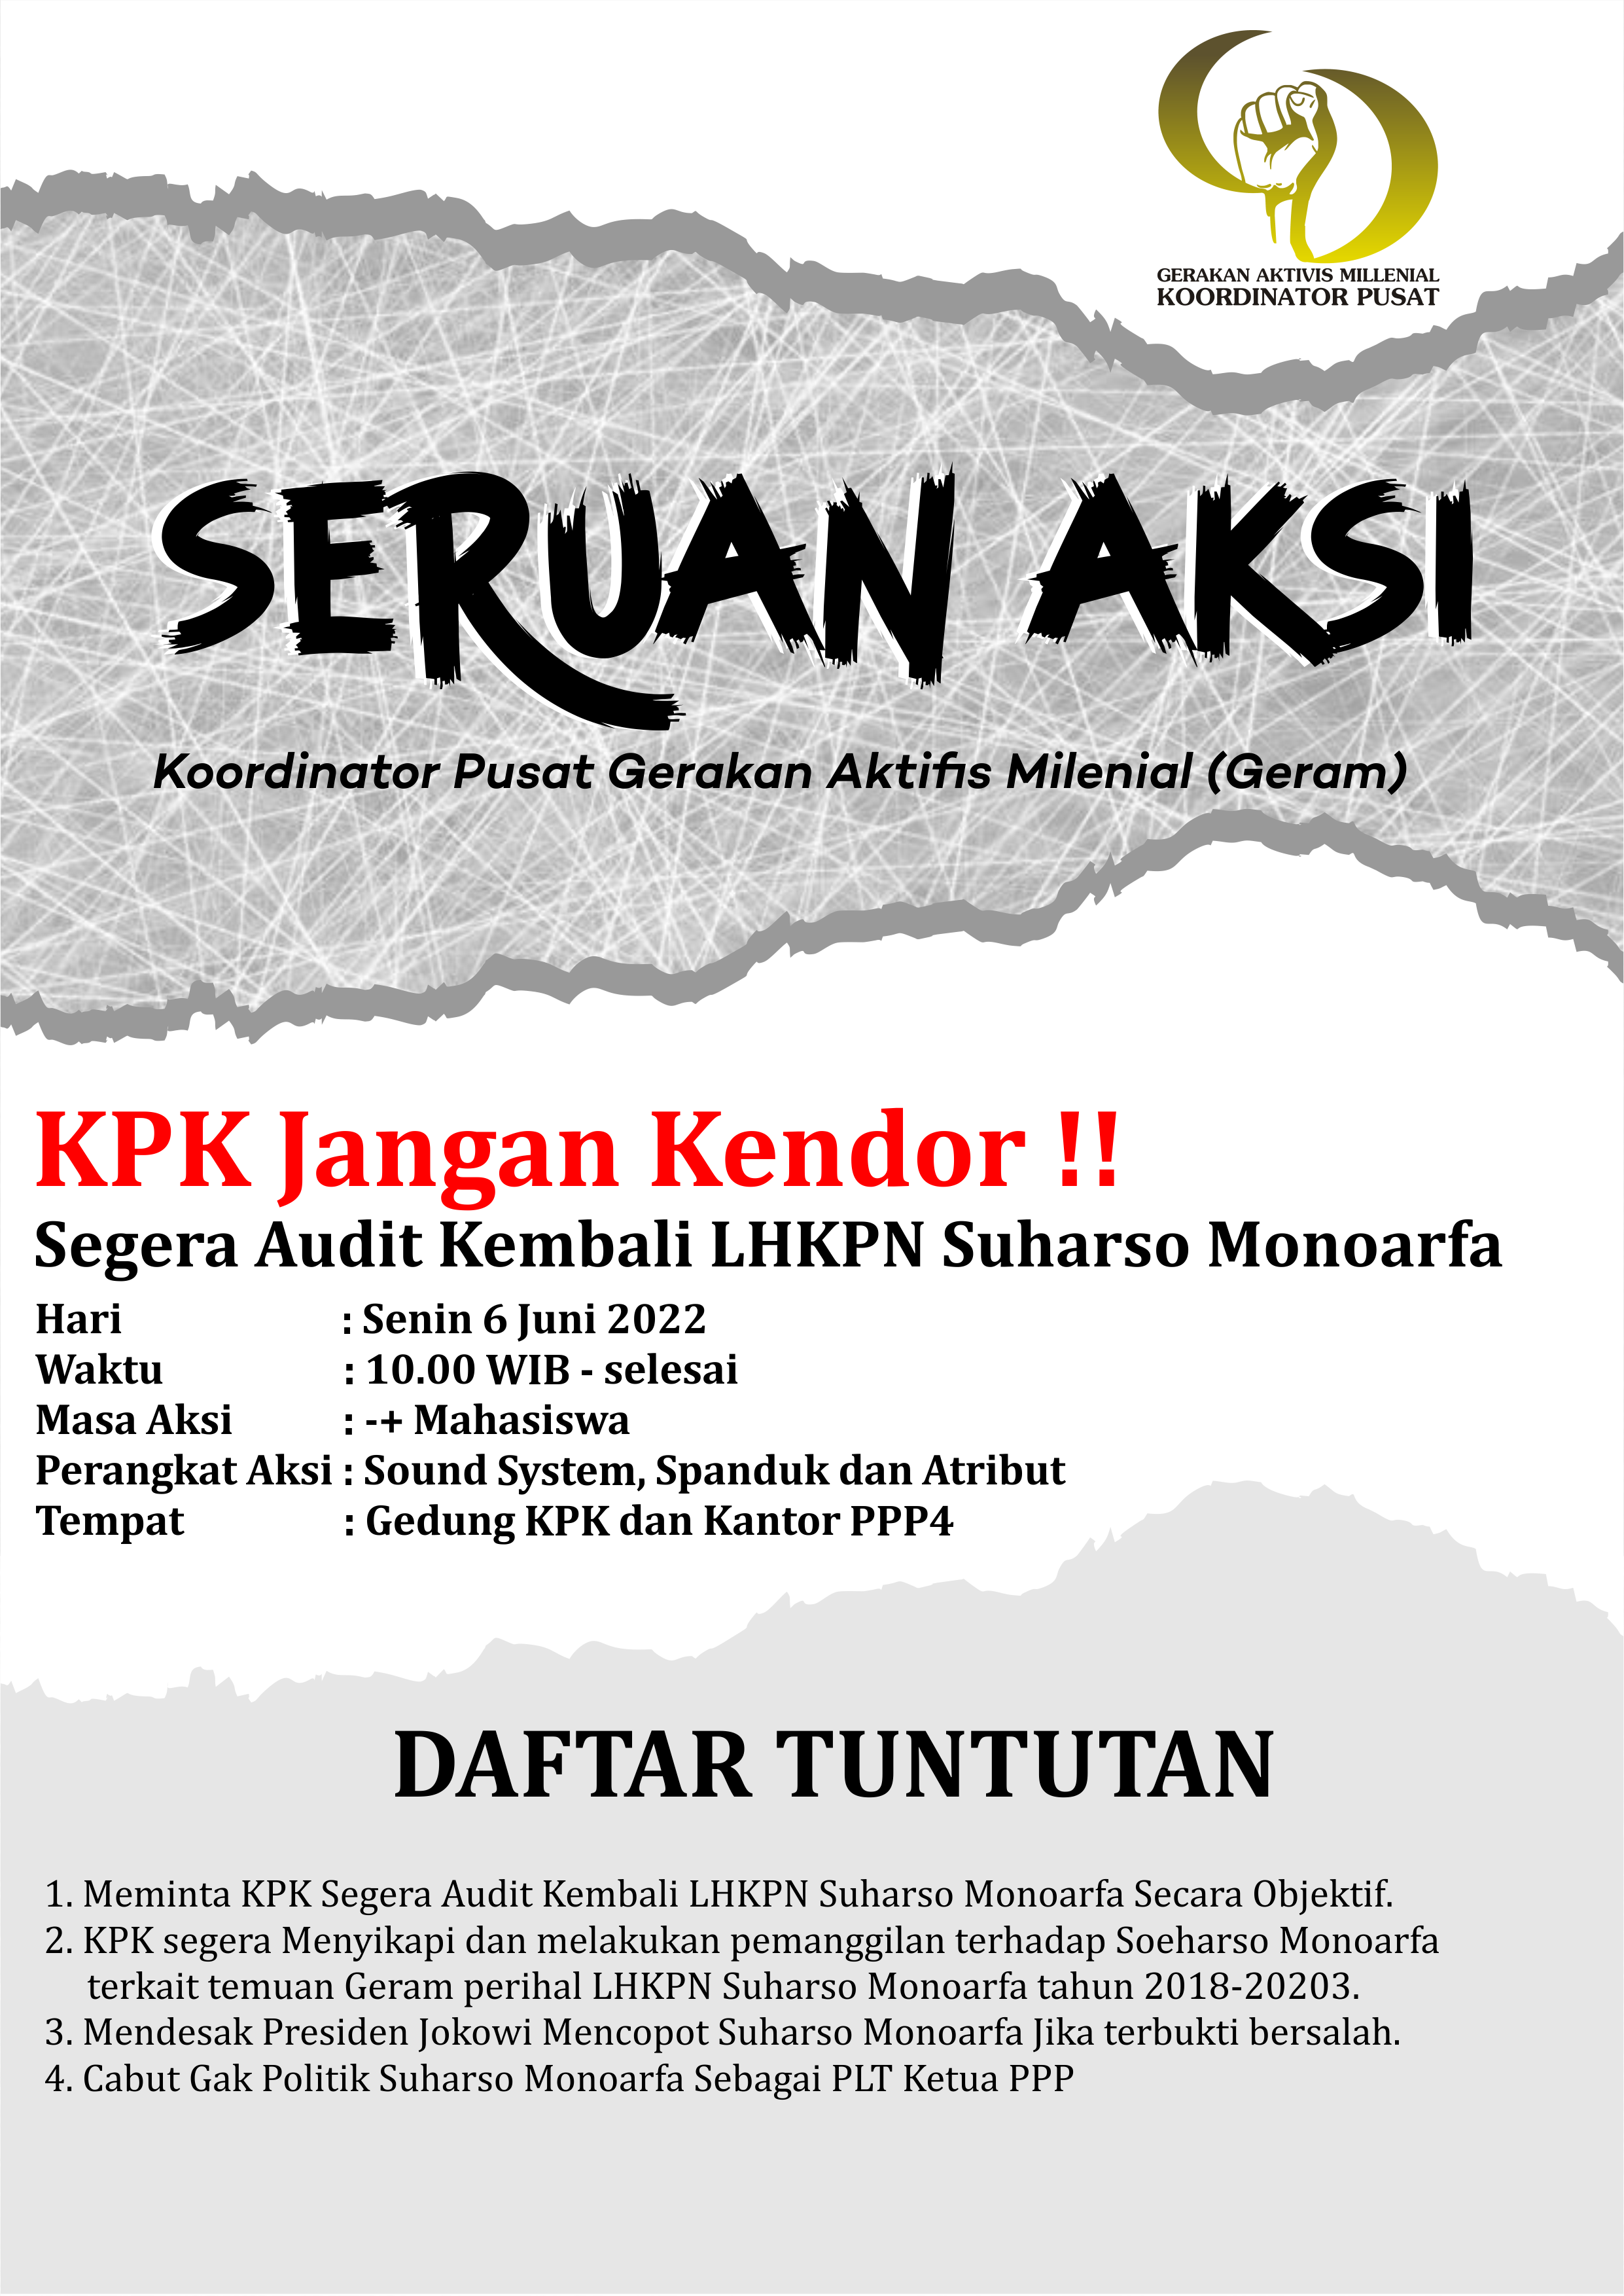 GERAKAN AKTIVIS MILLENIAL
KOORDINATOR PUSAT
SERUAN AKSI
Koordinator Pusat Gerakan Aktifis Milenial (Geram)
KPK Jangan Kendor !!
Segera Audit Kembali LHKPN Suharso Monoarfa
Hari : Senin 6 Juni 2022
Waktu : 10.00 WIB - selesai
Masa Aksi : -+ Mahasiswa
Perangkat Aksi : Sound System, Spanduk dan Atribut
Tempat : Gedung KPK dan Kantor PPP4
DAFTAR TUNTUTAN
1. Meminta KPK Segera Audit Kembali LHKPN Suharso Monoarfa Secara Objektif.
2. KPK segera Menyikapi dan melakukan pemanggilan terhadap Soeharso Monoarfa
terkait temuan Geram perihal LHKPN Suharso Monoarfa tahun 2018-20203.
3. Mendesak Presiden Jokowi Mencopot Suharso Monoarfa Jika terbukti bersalah.
4. Cabut Gak Politik Suharso Monoarfa Sebagai PLT Ketua PPP